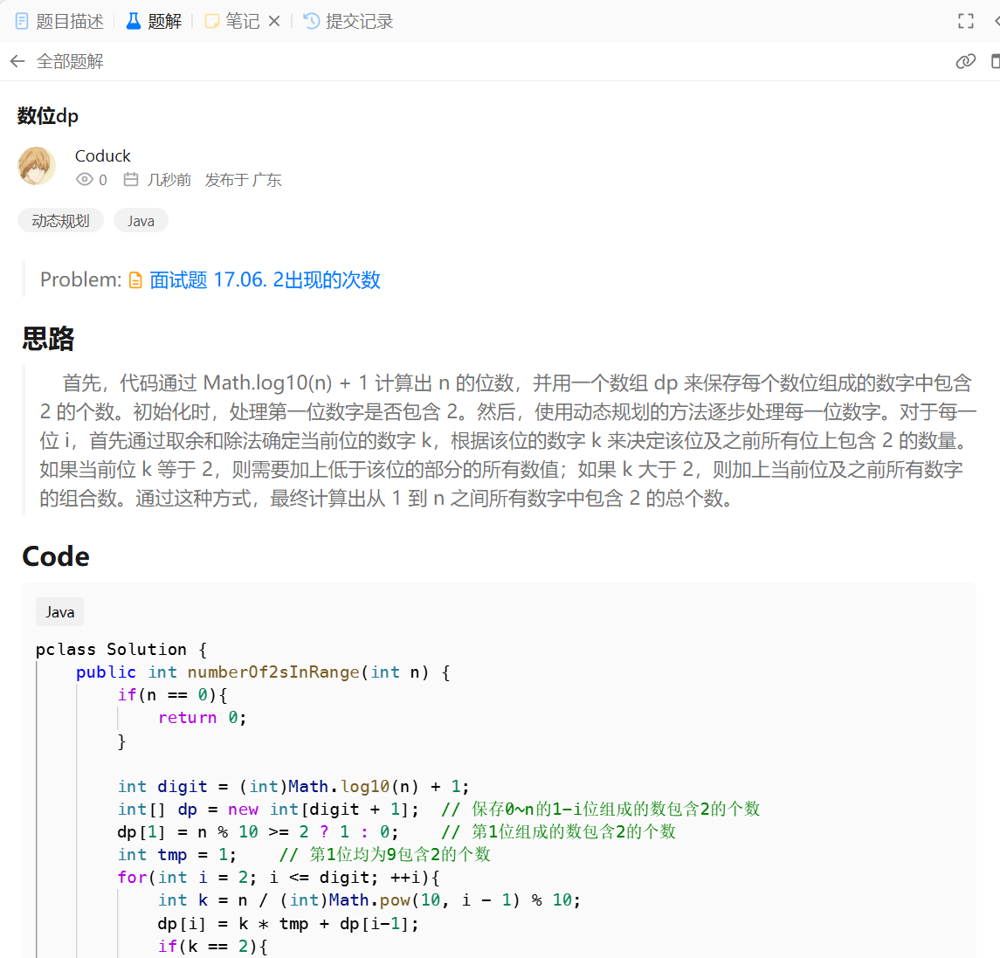 题目描述 题解 笔记 提交记录
全部题解
数位dp
Coduck
0 几秒前 发布于 广东
动态规划 Java
Problem: 面试题 17.06. 2出现的次数
思路
首先，代码通过 Math.log10(n) + 1 计算出 n 的位数，并用一个数组 dp 来保存每个数位组成的数字中包含
2 的个数。初始化时，处理第一位数字是否包含 2。然后，使用动态规划的方法逐步处理每一位数字。对于每一
位 i，首先通过取余和除法确定当前位的数字 k，根据该位的数字 k 来决定该位及之前所有位上包含 2 的数量。
如果当前位 k 等于 2，则需要加上低于该位的部分的所有数值；如果 k 大于 2，则加上当前位及之前所有数字
的组合数。通过这种方式，最终计算出从 1 到 n 之间所有数字中包含 2 的总个数。
Code
Java
pclass Solution {
    public int numberOf2sInRange(int n) {
        if(n == 0){
            return 0;
        }
        int digit = (int)Math.log10(n) + 1;
        int[] dp = new int[digit + 1];  // 保存0~n的1-i位组成的数包含2的个数
        dp[1] = n % 10 >= 2 ? 1 : 0;    // 第1位组成的数包含2的个数
        int tmp = 1;    // 第1位均为9包含2的个数
        for(int i = 2; i <= digit; ++i){
            int k = n / (int)Math.pow(10, i - 1) % 10;
            dp[i] = k * tmp + dp[i-1];
            if(k == 2){